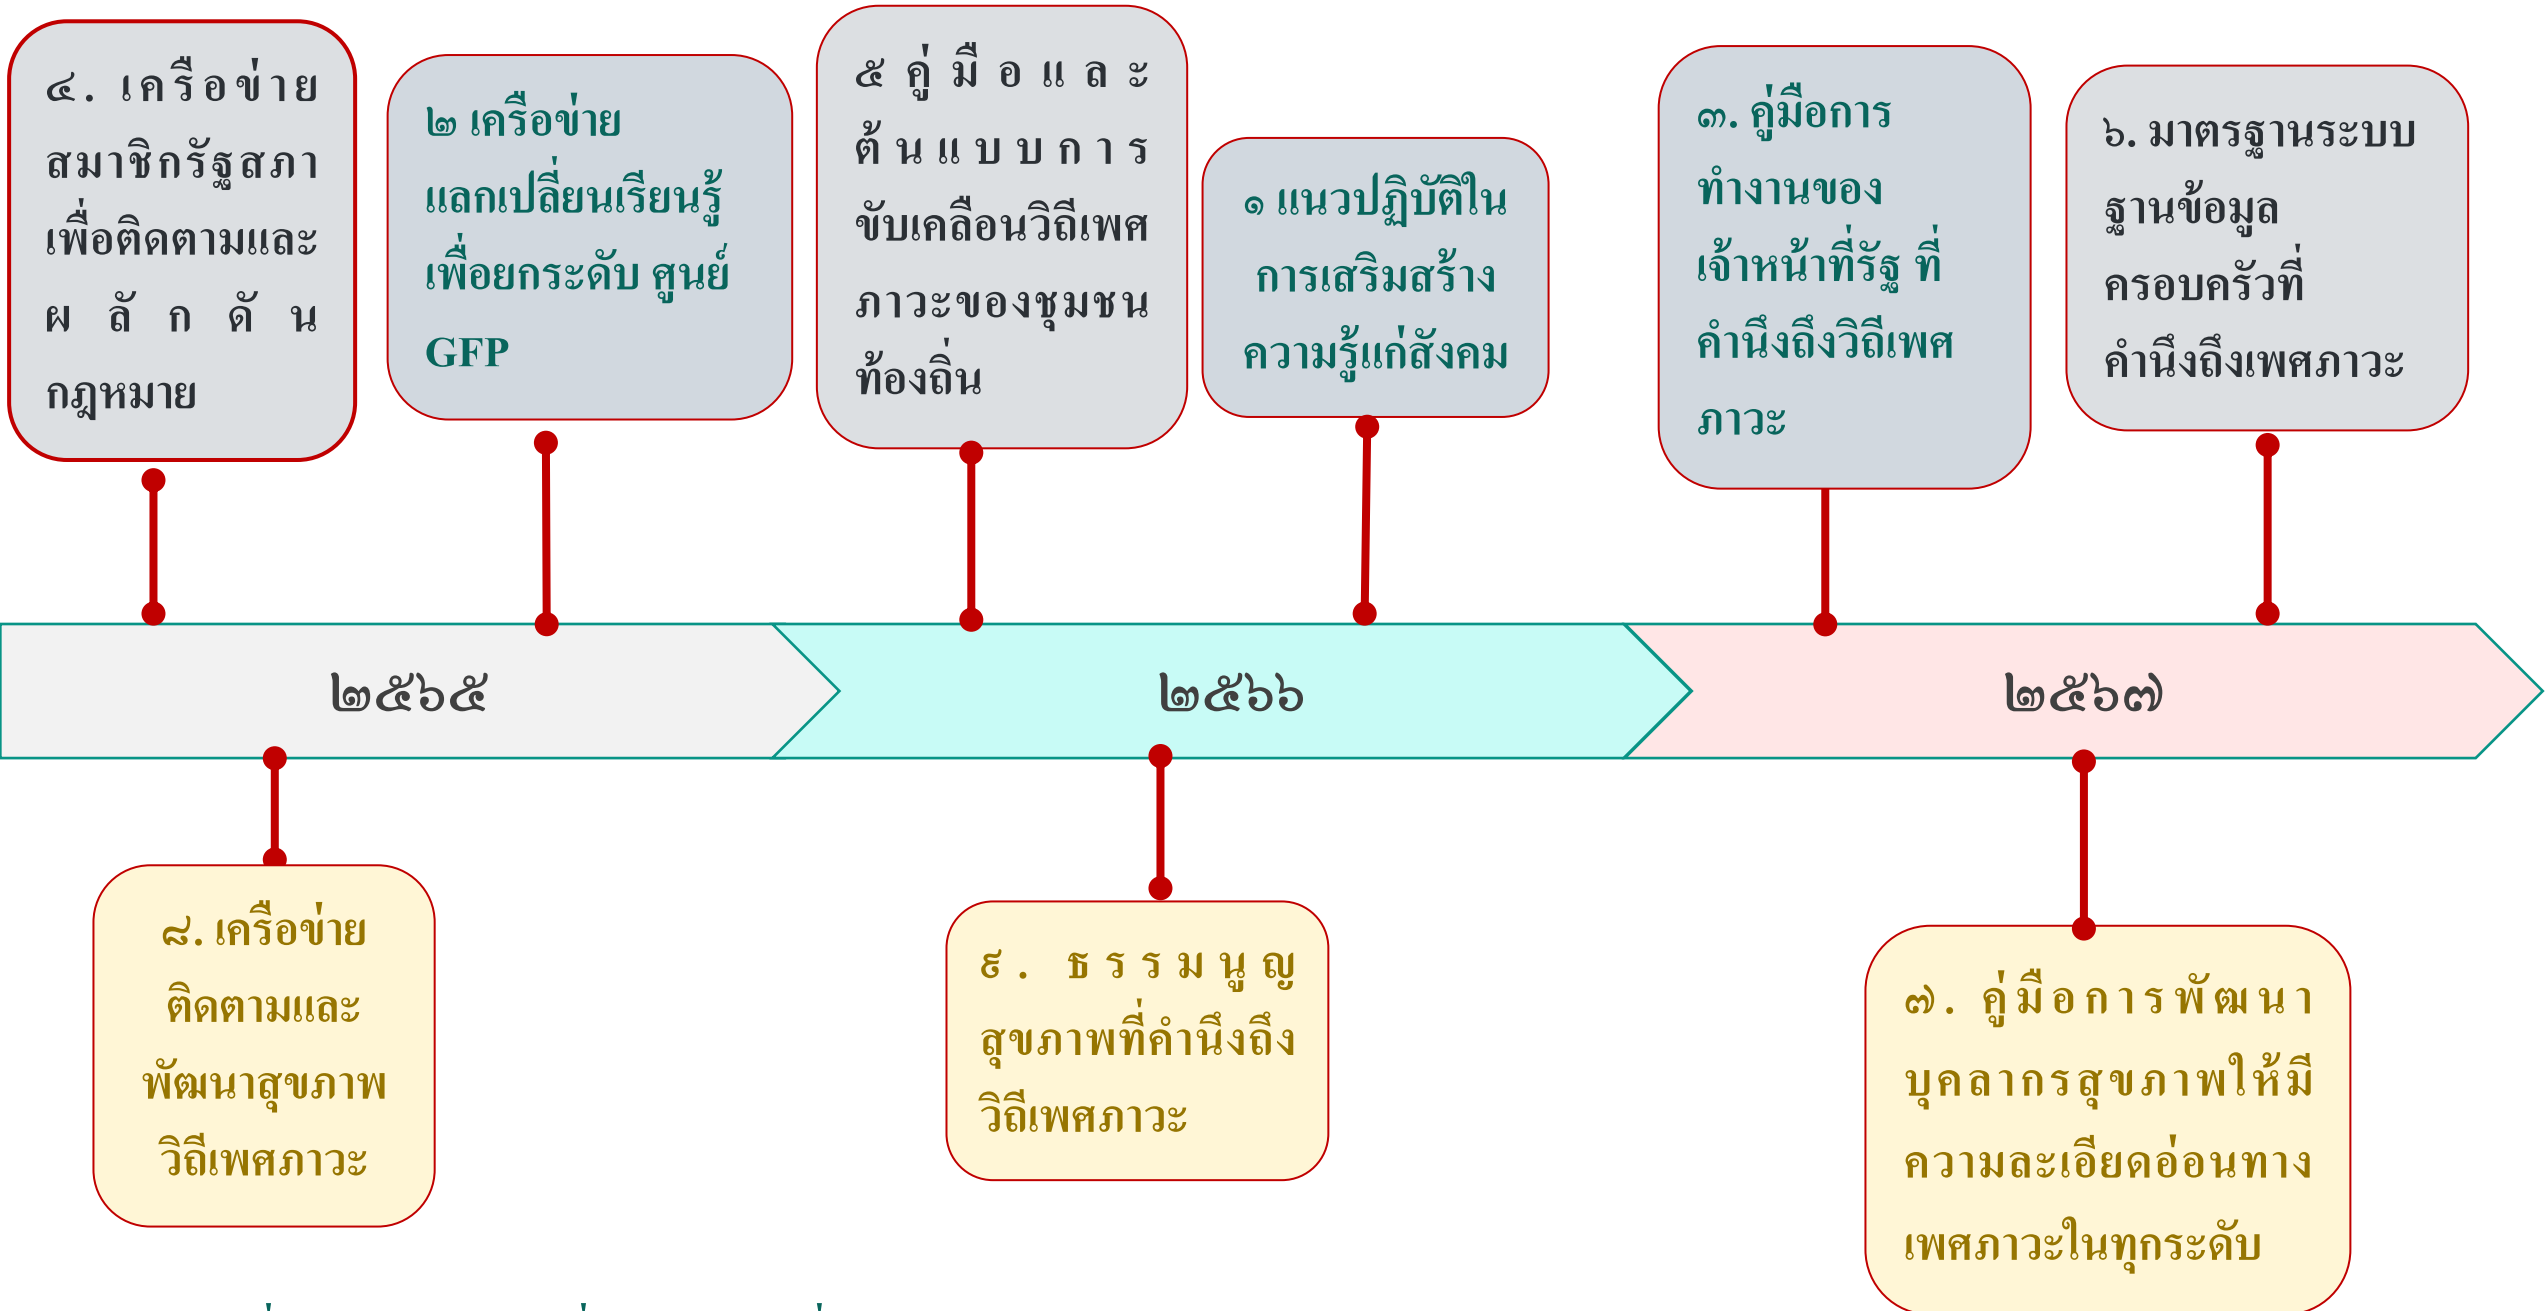 ๔. เครือข่าย
สมาชิกรัฐสภา
เพื่อติดตามและ
ผลักดัน
กฎหมาย
๒ เครือข่าย
แลกเปลี่ยนเรียนรู้
เพื่อยกระดับ ศูนย์
GFP
๕ คู่มือและ
ต้นแบบการ
ขับเคลือนวิถีเพศ
ภาวะของชุมชน
ท้องถิ่น
๑ แนวปฏิบัติใน
การเสริมสร้าง
ความรู้แก่สังคม
๓. คู่มือการ
ทำงานของ
เจ้าหน้าที่รัฐ ที่
คำนึงถึงวิถีเพศ
ภาวะ
๖. มาตรฐานระบบ
ฐานข้อมูล
ครอบครัวที่
คำนึงถึงเพศภาวะ
๒๕๖๕
๒๕๖๖
๒๕๖๗
๘. เครือข่าย
ติดตามและ
พัฒนาสุขภาพ
วิถีเพศภาวะ
๙. ธรรมนูญ
สุขภาพที่คำนึงถึง
วิถีเพศภาวะ
๗. คู่มือการพัฒนา
บุคลากรสุขภาพให้มี
ความละเอียดอ่อนทาง
เพศภาวะในทุกระดับ